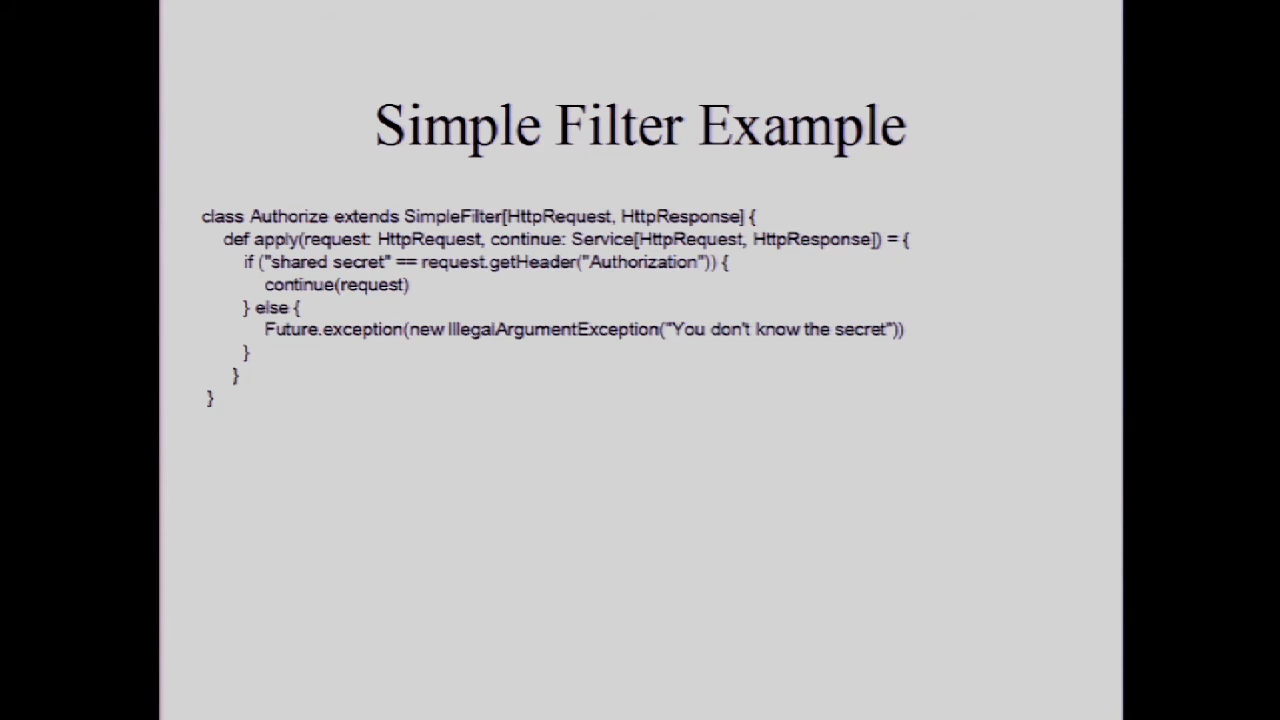 Simple Filter Example
class Authorize extends SimpleFilter[HttpRequest, HttpResponse] {
def apply(request: HttpRequest, continue: Service[HttpRequest, HttpResponse]) = {
if ("shared secret" == request.getHeader("Authorization")) {
continue(request)
} else {
Future.exception(new IllegalArgumentException("You don't know the secret"))
}
}
}